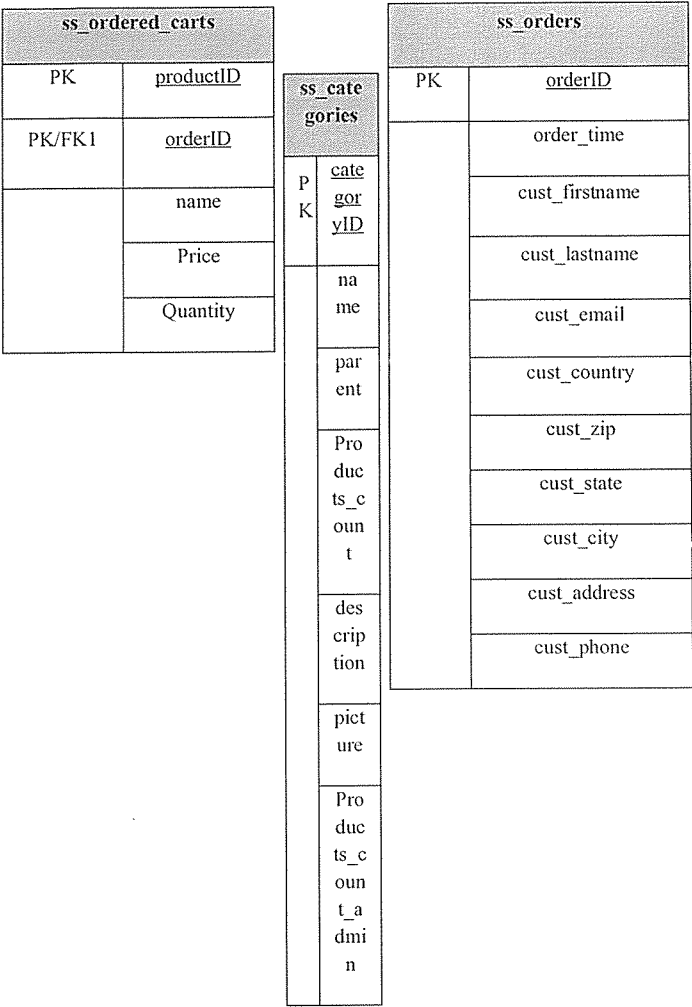 ss_ordered_carts
PK productID
PK/FK1 orderID
name
Price
Quantity
ss_cate
gories
P
K
cate
gor
yID
na
me
par
ent
Pro
duc
ts_c
oun
t
des
crip
tion
pict
ure
Pro
duc
ts_c
oun
t_a
dmi
n
ss_orders
PK orderID
order_time
cust_firstname
cust_lastname
cust_email
cust_country
cust_zip
cust_state
cust_city
cust_address
cust_phone